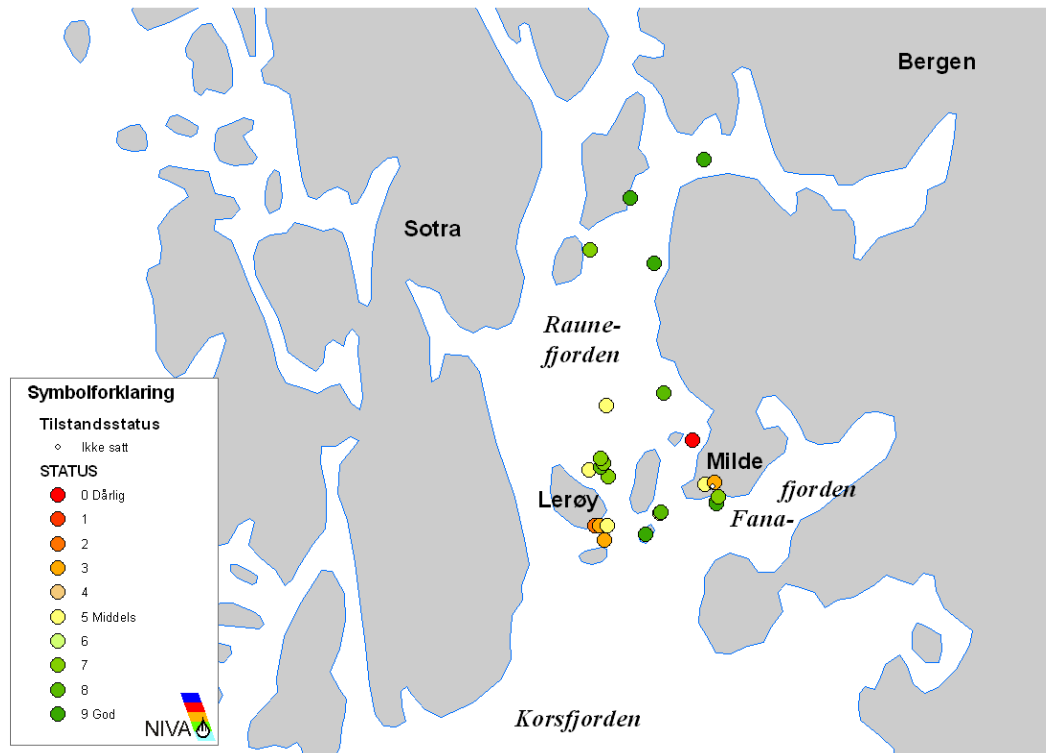 Bergen
Sotra
Raune-
fjorden
Milde
fjorden
Lerøy
Fana-
Korsfjorden
Symbolforklaring
Tilstandsstatus
Ikke satt
STATUS
0 Dårlig
1
2
3
4
5 Middels
6
7
8
9 God
NIVA